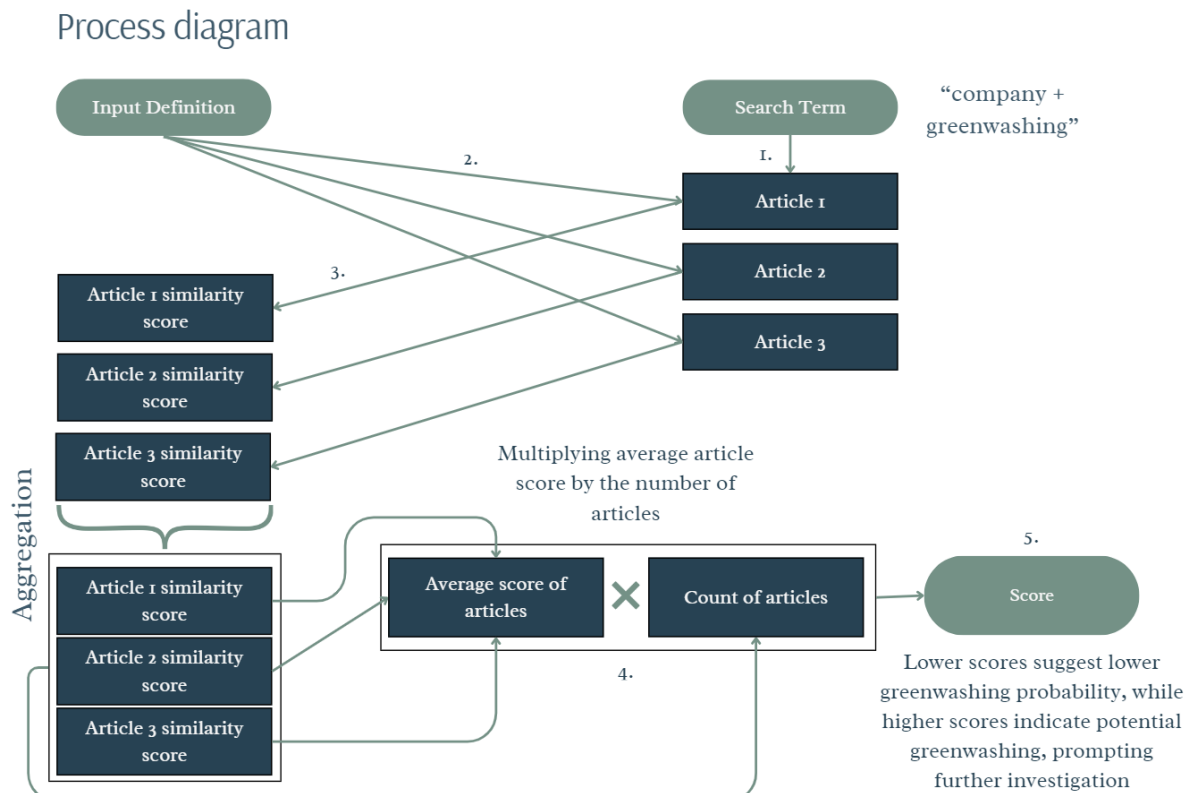 Process diagram
Input Definition
Search Term
“company +
greenwashing”
1.
2.
Article 1
Article 2
Article 3
3.
Article 1 similarity
score
Article 2 similarity
score
Article 3 similarity
score
Aggregation
Multiplying average article
score by the number of
articles
Article 1 similarity
score
Article 2 similarity
score
Article 3 similarity
score
Average score of
articles
×
Count of articles
4.
5.
Score
Lower scores suggest lower
greenwashing probability, while
higher scores indicate potential
greenwashing, prompting
further investigation